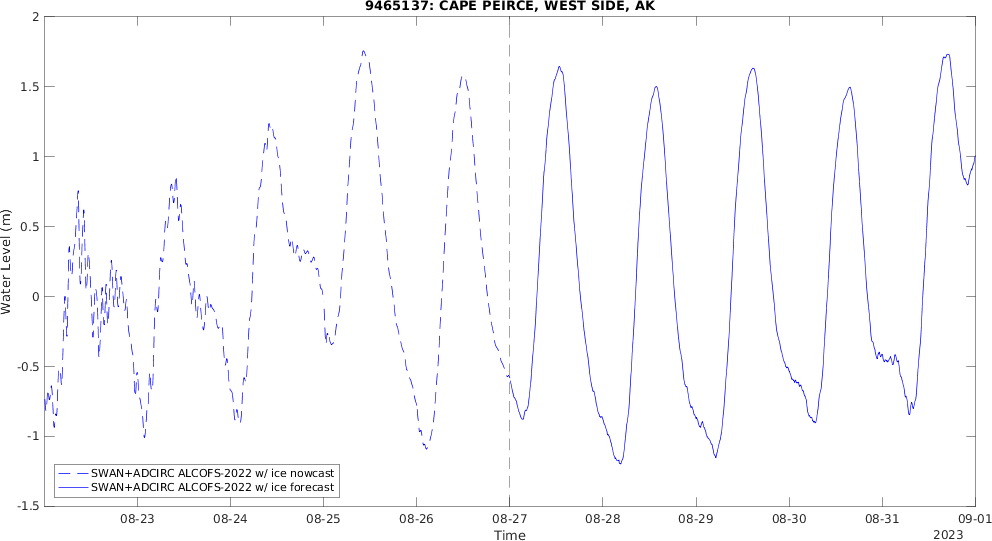 9465137: CAPE PEIRCE, WEST SIDE, AK
2
1.5
1
0.5
0
-0.5
-1
-1.5
Water Level (m)
SWAN+ADCIRC ALCOFS-2022 w/ ice nowcast
SWAN+ADCIRC ALCOFS-2022 w/ ice forecast
08-23 08-24 08-25 08-26 08-27 08-28 08-29 08-30 08-31 09-01
Time
2023